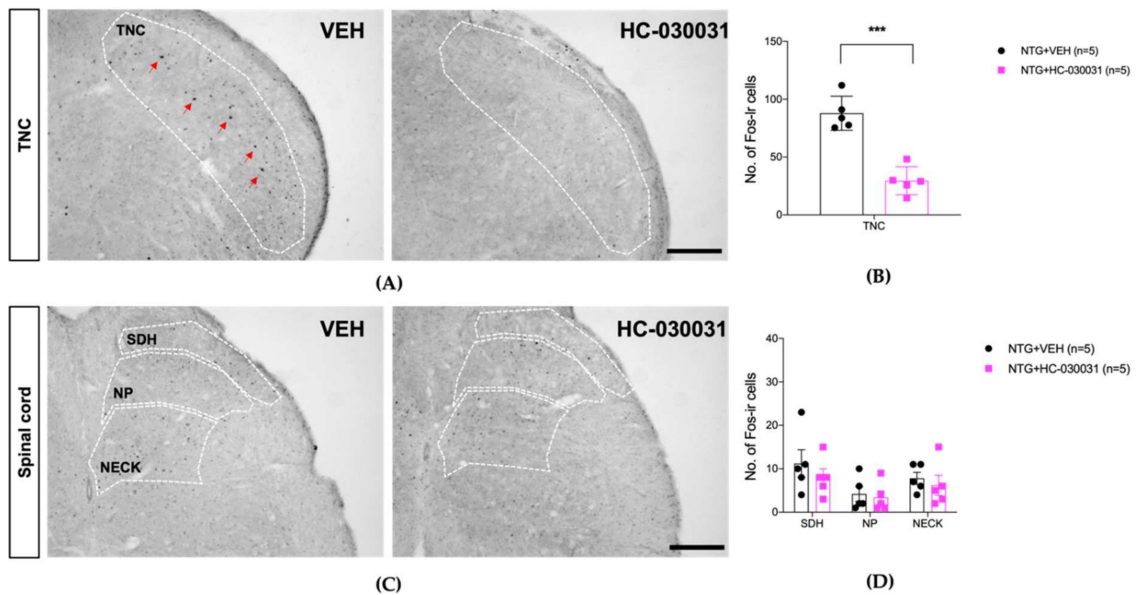 TNC
TNC
VEH
HC-030031
(A)
No. of Fos-ir cells
150
100
50
0
***
TNC
NTG+VEH (n=5)
NTG+HC-030031 (n=5)
(B)
Spinal cord
SDH
NP
NECK
VEH
HC-030031
(C)
No. of Fos-ir cells
40
30
20
10
0
SDH
NP
NECK
NTG+VEH (n=5)
NTG+HC-030031 (n=5)
(D)